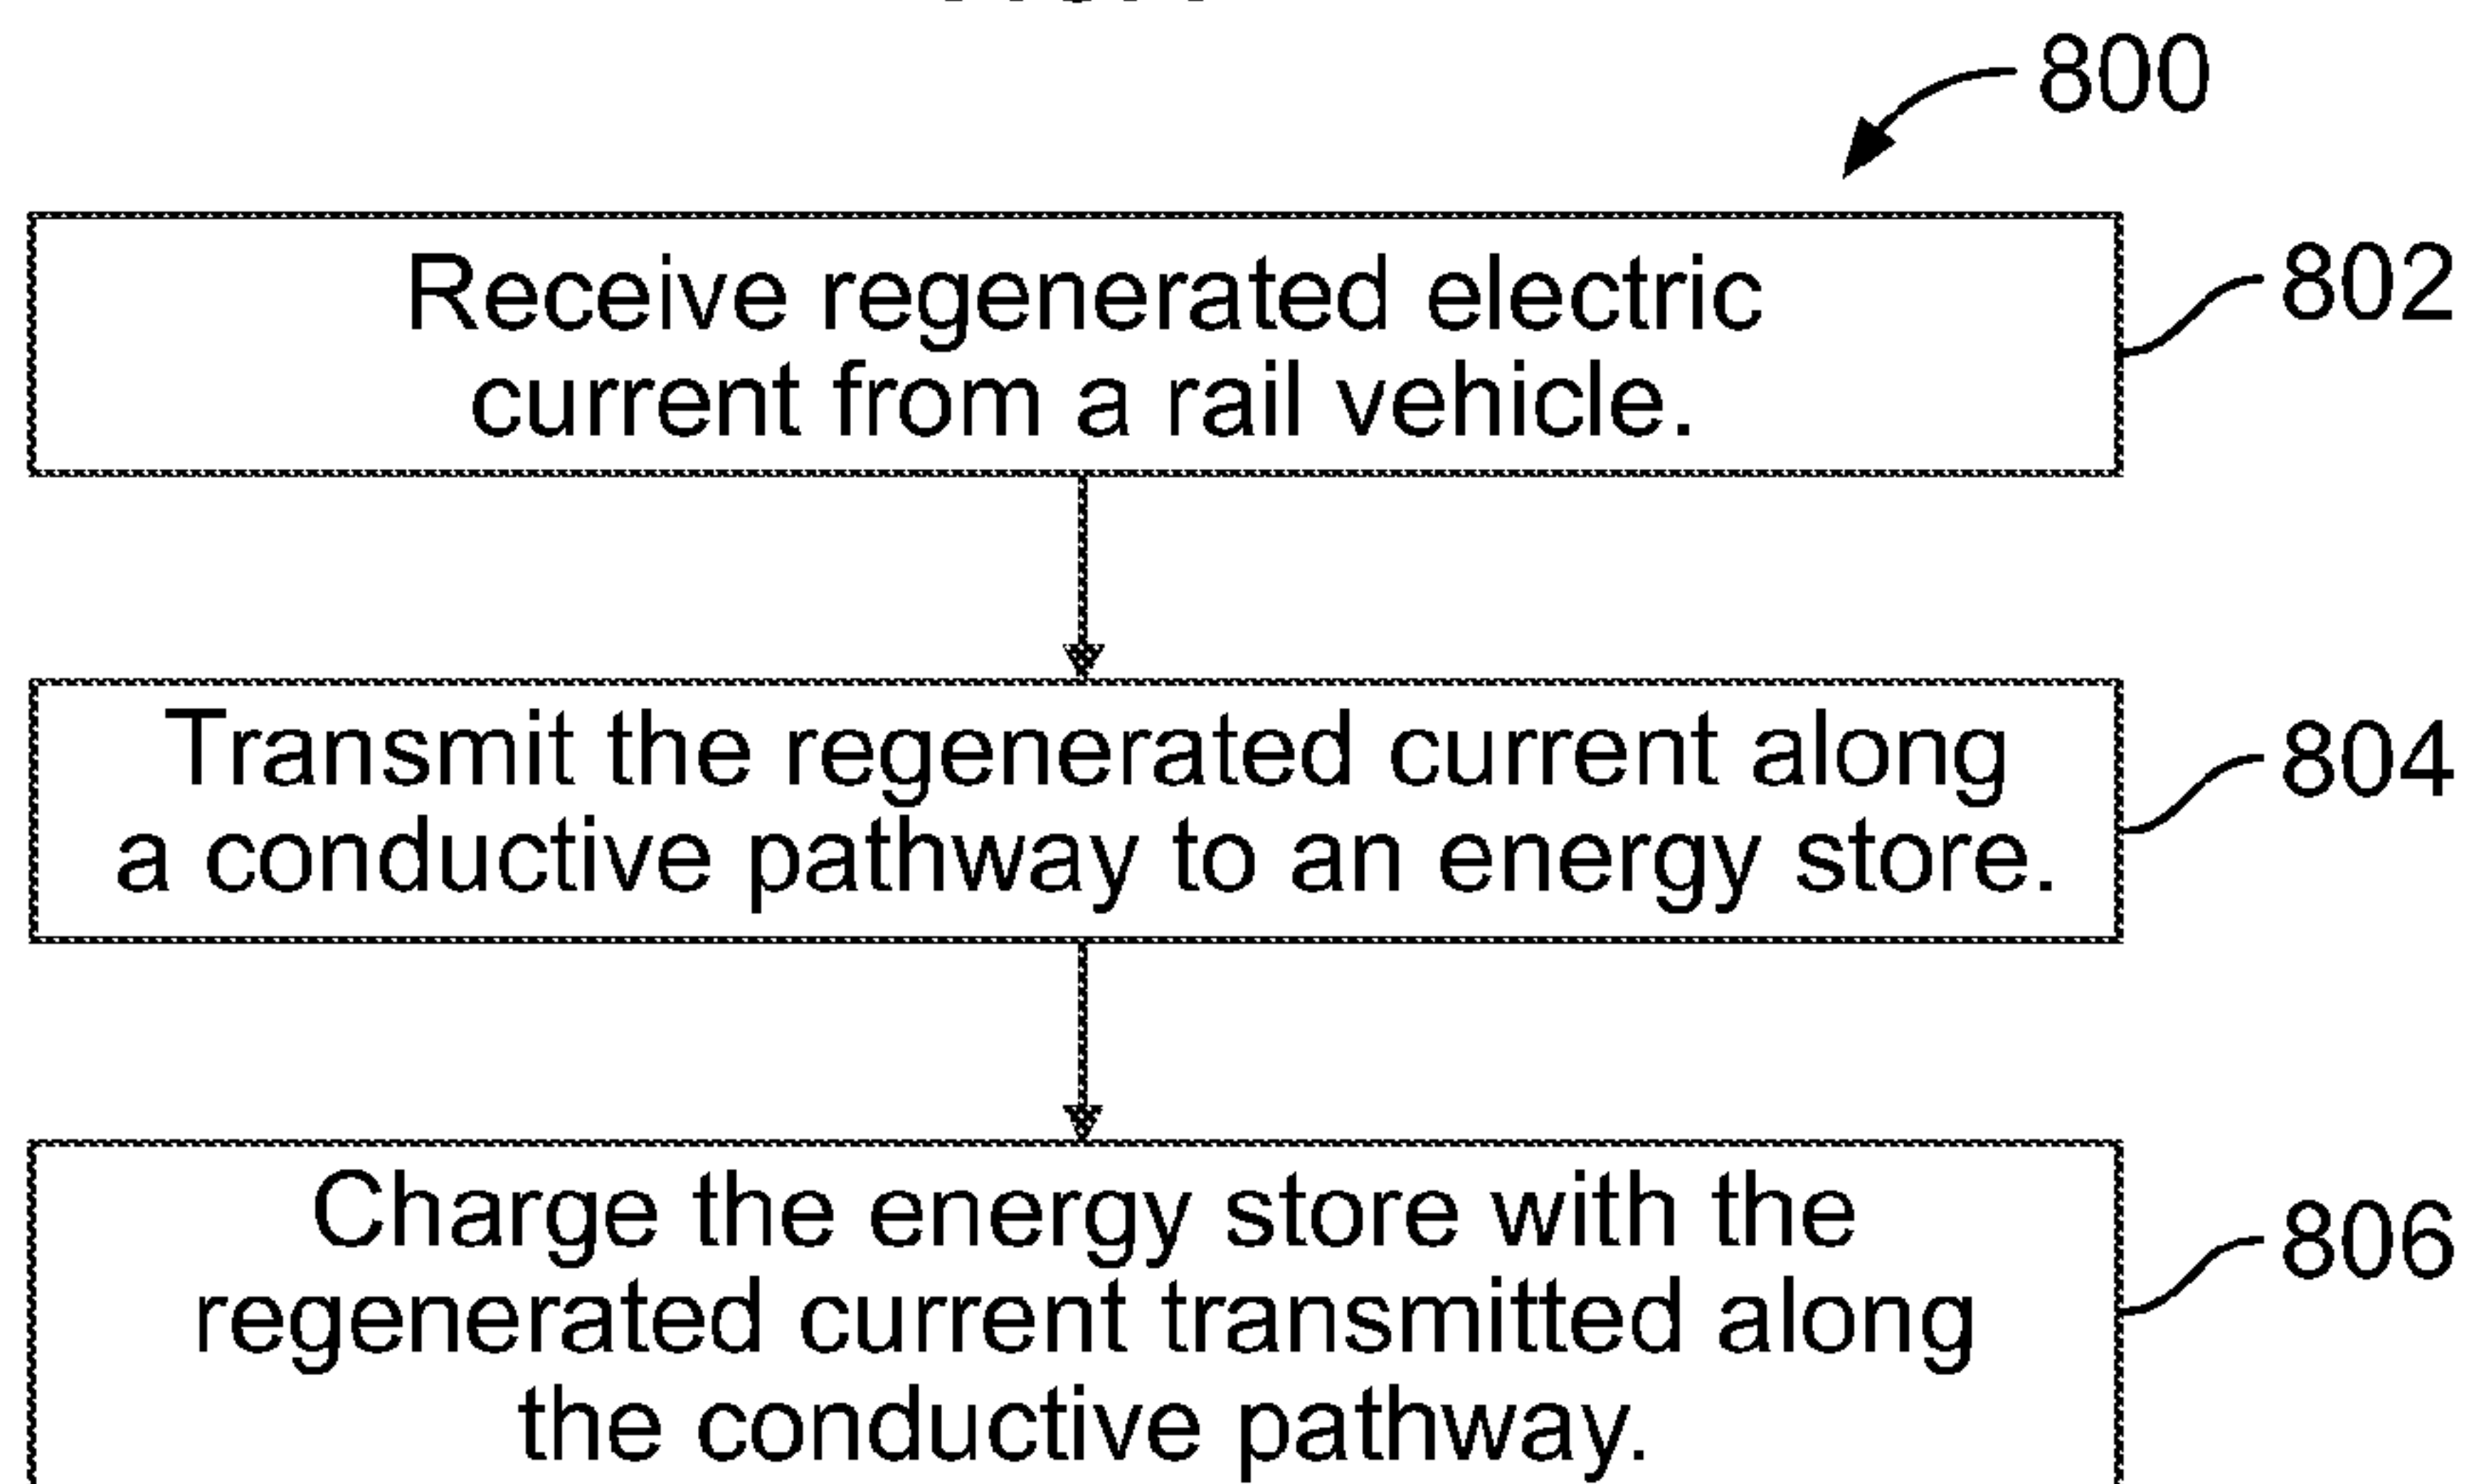 800
Receive regenerated electric
current from a rail vehicle.
802
Transmit the regenerated current along
a conductive pathway to an energy store.
804
Charge the energy store with the
regenerated current transmitted along
the conductive pathway.
806